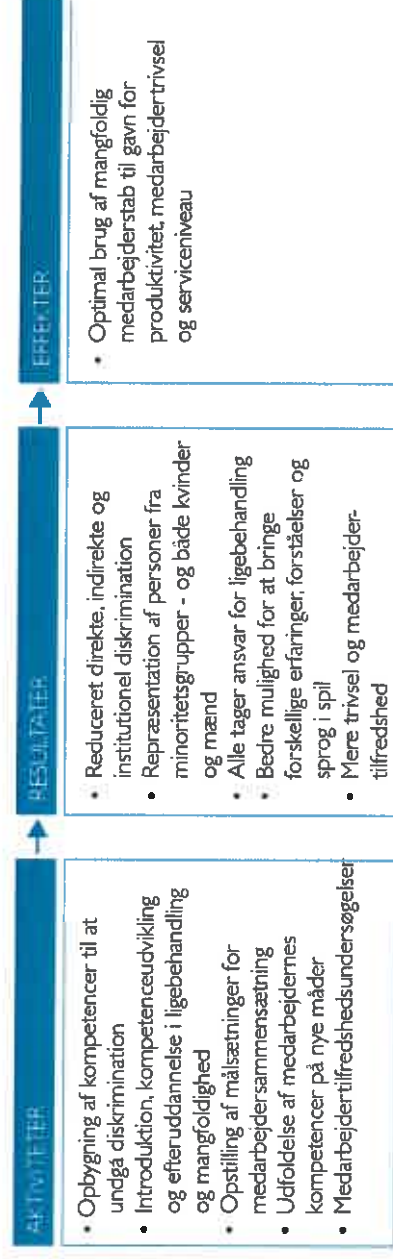 AKTIVITETER
• Opbygning af kompetencer til at
undgå diskrimination
• Introduktion, kompetenceudvikling
og efteruddannelse i ligebehandling
og mangfoldighed
• Opstilling af målsætninger for
medarbejdersammensætning
• Udfoldelse af medarbejdernes
kompetencer på nye måder
• Medarbejdertilfredshedsundersøgelser
RESULTATER
• Reduceret direkte, indirekte og
institutionel diskrimination
• Repræsentation af personer fra
minoritetsgrupper - og både kvinder
og mænd
• Alle tager ansvar for ligebehandling
• Bedre mulighed for at bringe
forskellige erfaringer, forståelser og
sprog i spil
• Mere trivsel og medarbejder-
tilfredshed
EFFEKTER
• Optimal brug af mangfoldig
medarbejderstab til gavn for
produktivitet, medarbejdertrivsel
og serviceniveau